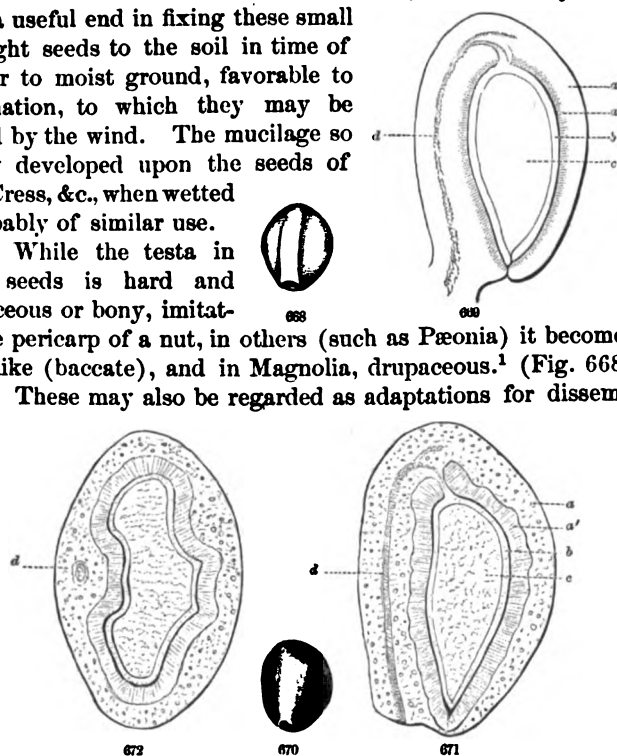 useful end in fixing these small
ght seeds to the soil in time of
r to moist ground, favorable to
nation, to which they may be
l by the wind. The mucilage so
developed upon the seeds of
Cress, &c., when wetted
bably of similar use.
While the testa in
seeds is hard and
ceous or bony, imitat-
e pericarp of a nut, in others (such as Pæonia) it become
ike (baccate), and in Magnolia, drupaceous.¹ (Fig. 668
These may also be regarded as adaptations for dissem
d
a
b
c
668
669
d
d
a
a'
b
c
672
670
671